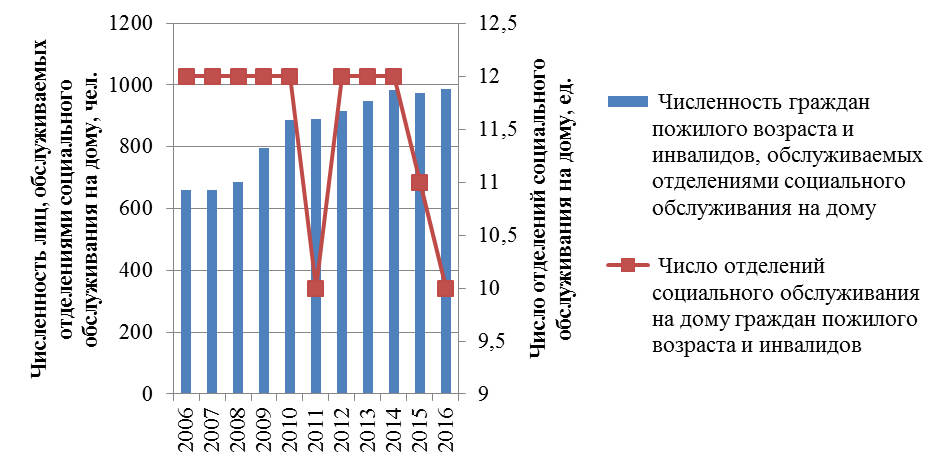 Численность лиц, обслуживаемых
отделениями социального
обслуживания на дому, чел.
1200
1000
800
600
400
200
0
2006
2007
2008
2009
2010
2011
2012
2013
2014
2015
2016
12,5
12
11,5
11
10,5
10
9,5
9
Число отделений социального
обслуживания на дому, ед.
Численность граждан
пожилого возраста и
инвалидов, обслуживаемых
отделениями социального
обслуживания на дому
Число отделений
социального обслуживания
на дому граждан пожилого
возраста и инвалидов